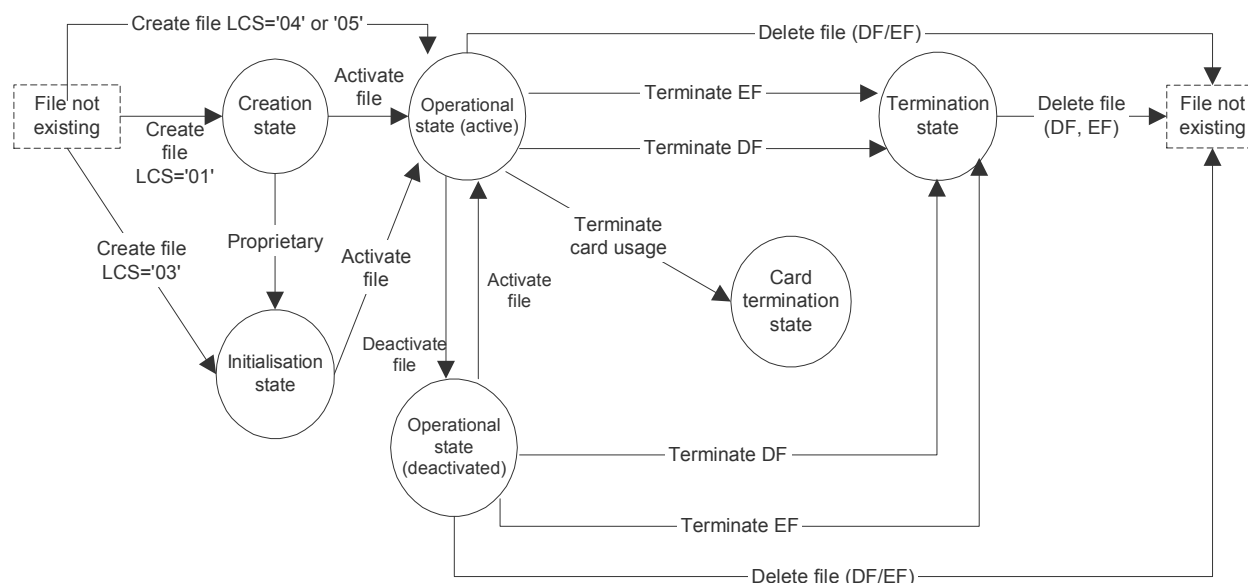 Create file LCS='04' or '05'
Delete file (DF/EF)
File not
existing
Create
file
LCS='01'
Creation
state
Activate
file
Operational
state (active)
Terminate EF
Terminate DF
Termination
state
Delete file
(DF, EF)
File not
existing
Create file
LCS='03'
Proprietary
Activate
file
Activate
file
Terminate
card usage
Card
termination
state
Initialisation
state
Deactivate
file
Operational
state
(deactivated)
Terminate DF
Terminate EF
Delete file (DF/EF)